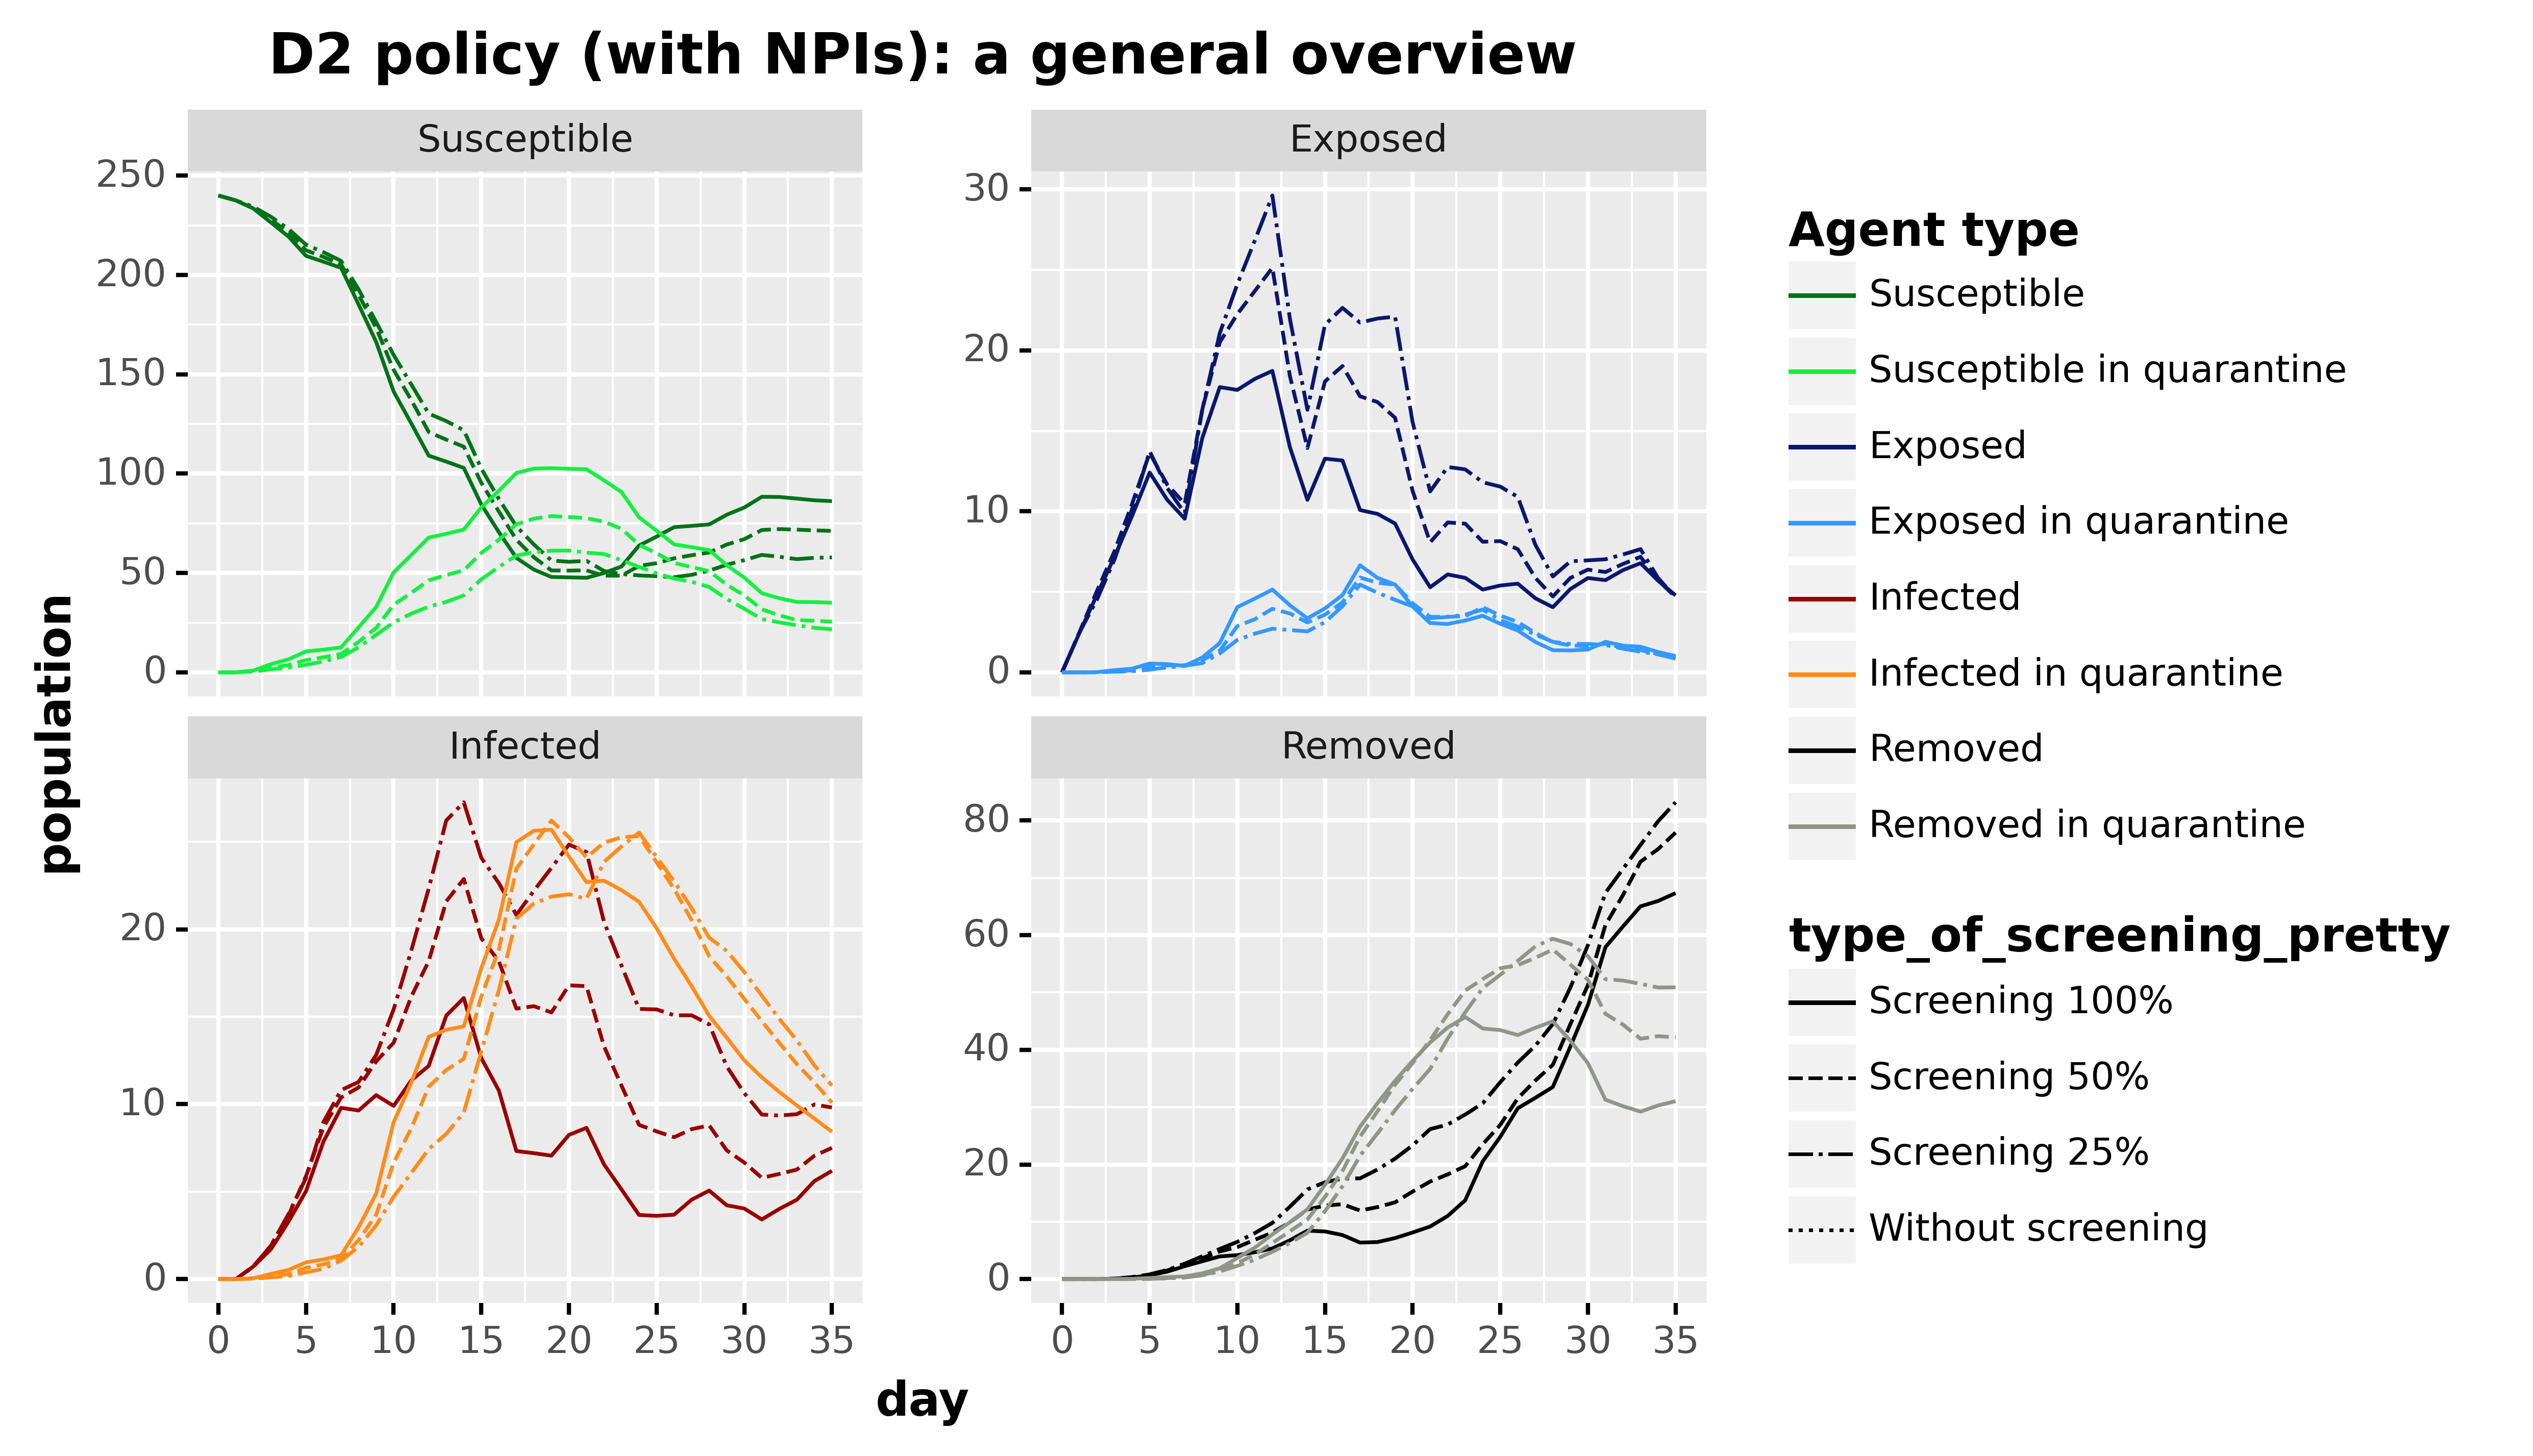 D2 policy (with NPIs): a general overview
Susceptible
250
200
150
100
50
0
Exposed
30
20
10
0
Infected
20
10
0
0 5 10 15 20 25 30 35
Removed
80
60
40
20
0
0 5 10 15 20 25 30 35
population
day
Agent type
Susceptible
Susceptible in quarantine
Exposed
Exposed in quarantine
Infected
Infected in quarantine
Removed
Removed in quarantine
type_of_screening_pretty
Screening 100%
Screening 50%
Screening 25%
Without screening